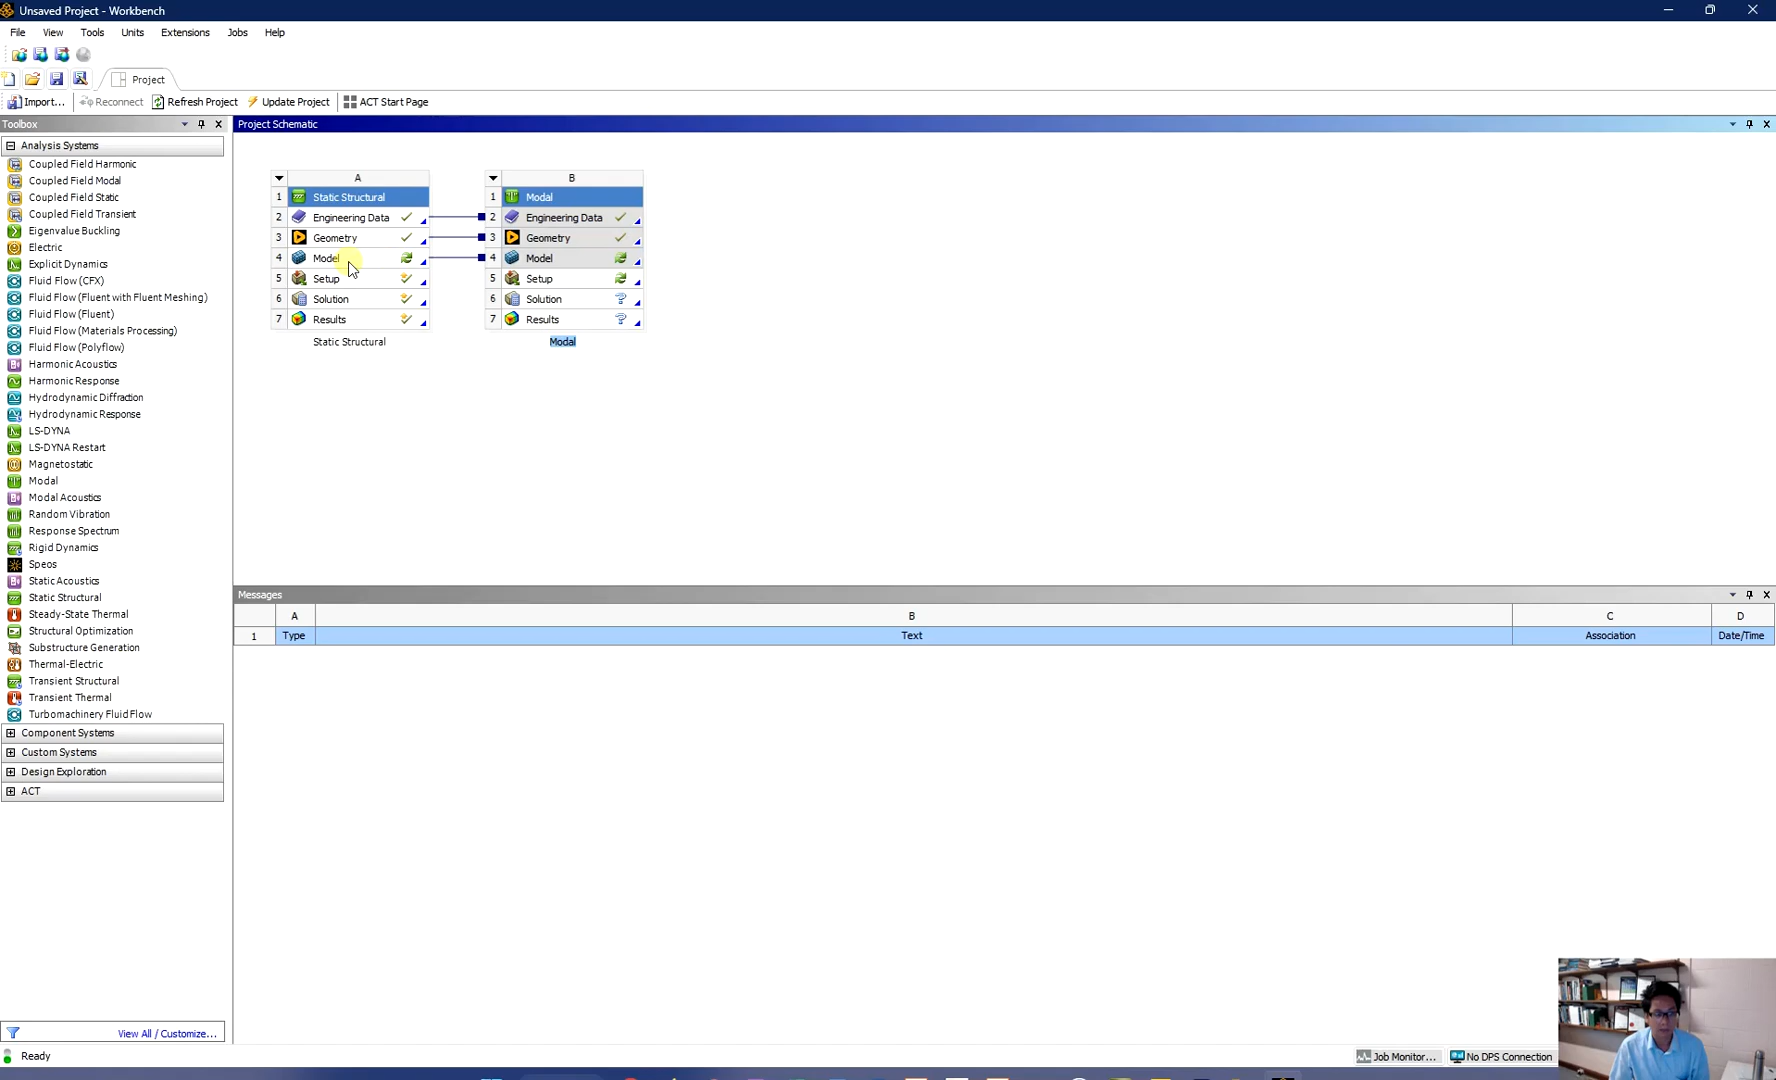 Unsaved Project - Workbench
File View Tools Units Extensions Jobs Help
Project
Import... Reconnect Refresh Project Update Project ACT Start Page
Toolbox
Analysis Systems
Coupled Field Harmonic
Coupled Field Modal
Coupled Field Static
Coupled Field Transient
Eigenvalue Buckling
Electric
Explicit Dynamics
Fluid Flow (CFX)
Fluid Flow (Fluent with Fluent Meshing)
Fluid Flow (Fluent)
Fluid Flow (Materials Processing)
Fluid Flow (Polyflow)
Harmonic Acoustics
Harmonic Response
Hydrodynamic Diffraction
Hydrodynamic Response
LS-DYNA
LS-DYNA Restart
Magnetostatic
Modal
Modal Acoustics
Random Vibration
Response Spectrum
Rigid Dynamics
Speos
Static Acoustics
Static Structural
Steady-State Thermal
Structural Optimization
Substructure Generation
Thermal-Electric
Transient Structural
Transient Thermal
Turbomachinery Fluid Flow
Component Systems
Custom Systems
Design Exploration
ACT
View All / Customize...
Project Schematic
A
1 Static Structural
2 Engineering Data
3 Geometry
4 Model
5 Setup
6 Solution
7 Results
Static Structural
B
1 Modal
2 Engineering Data
3 Geometry
4 Model
5 Setup
6 Solution
7 Results
Modal
Messages
A B C D
1 Type Text Association Date/Time
Ready
Job Monitor... No DPS Connection